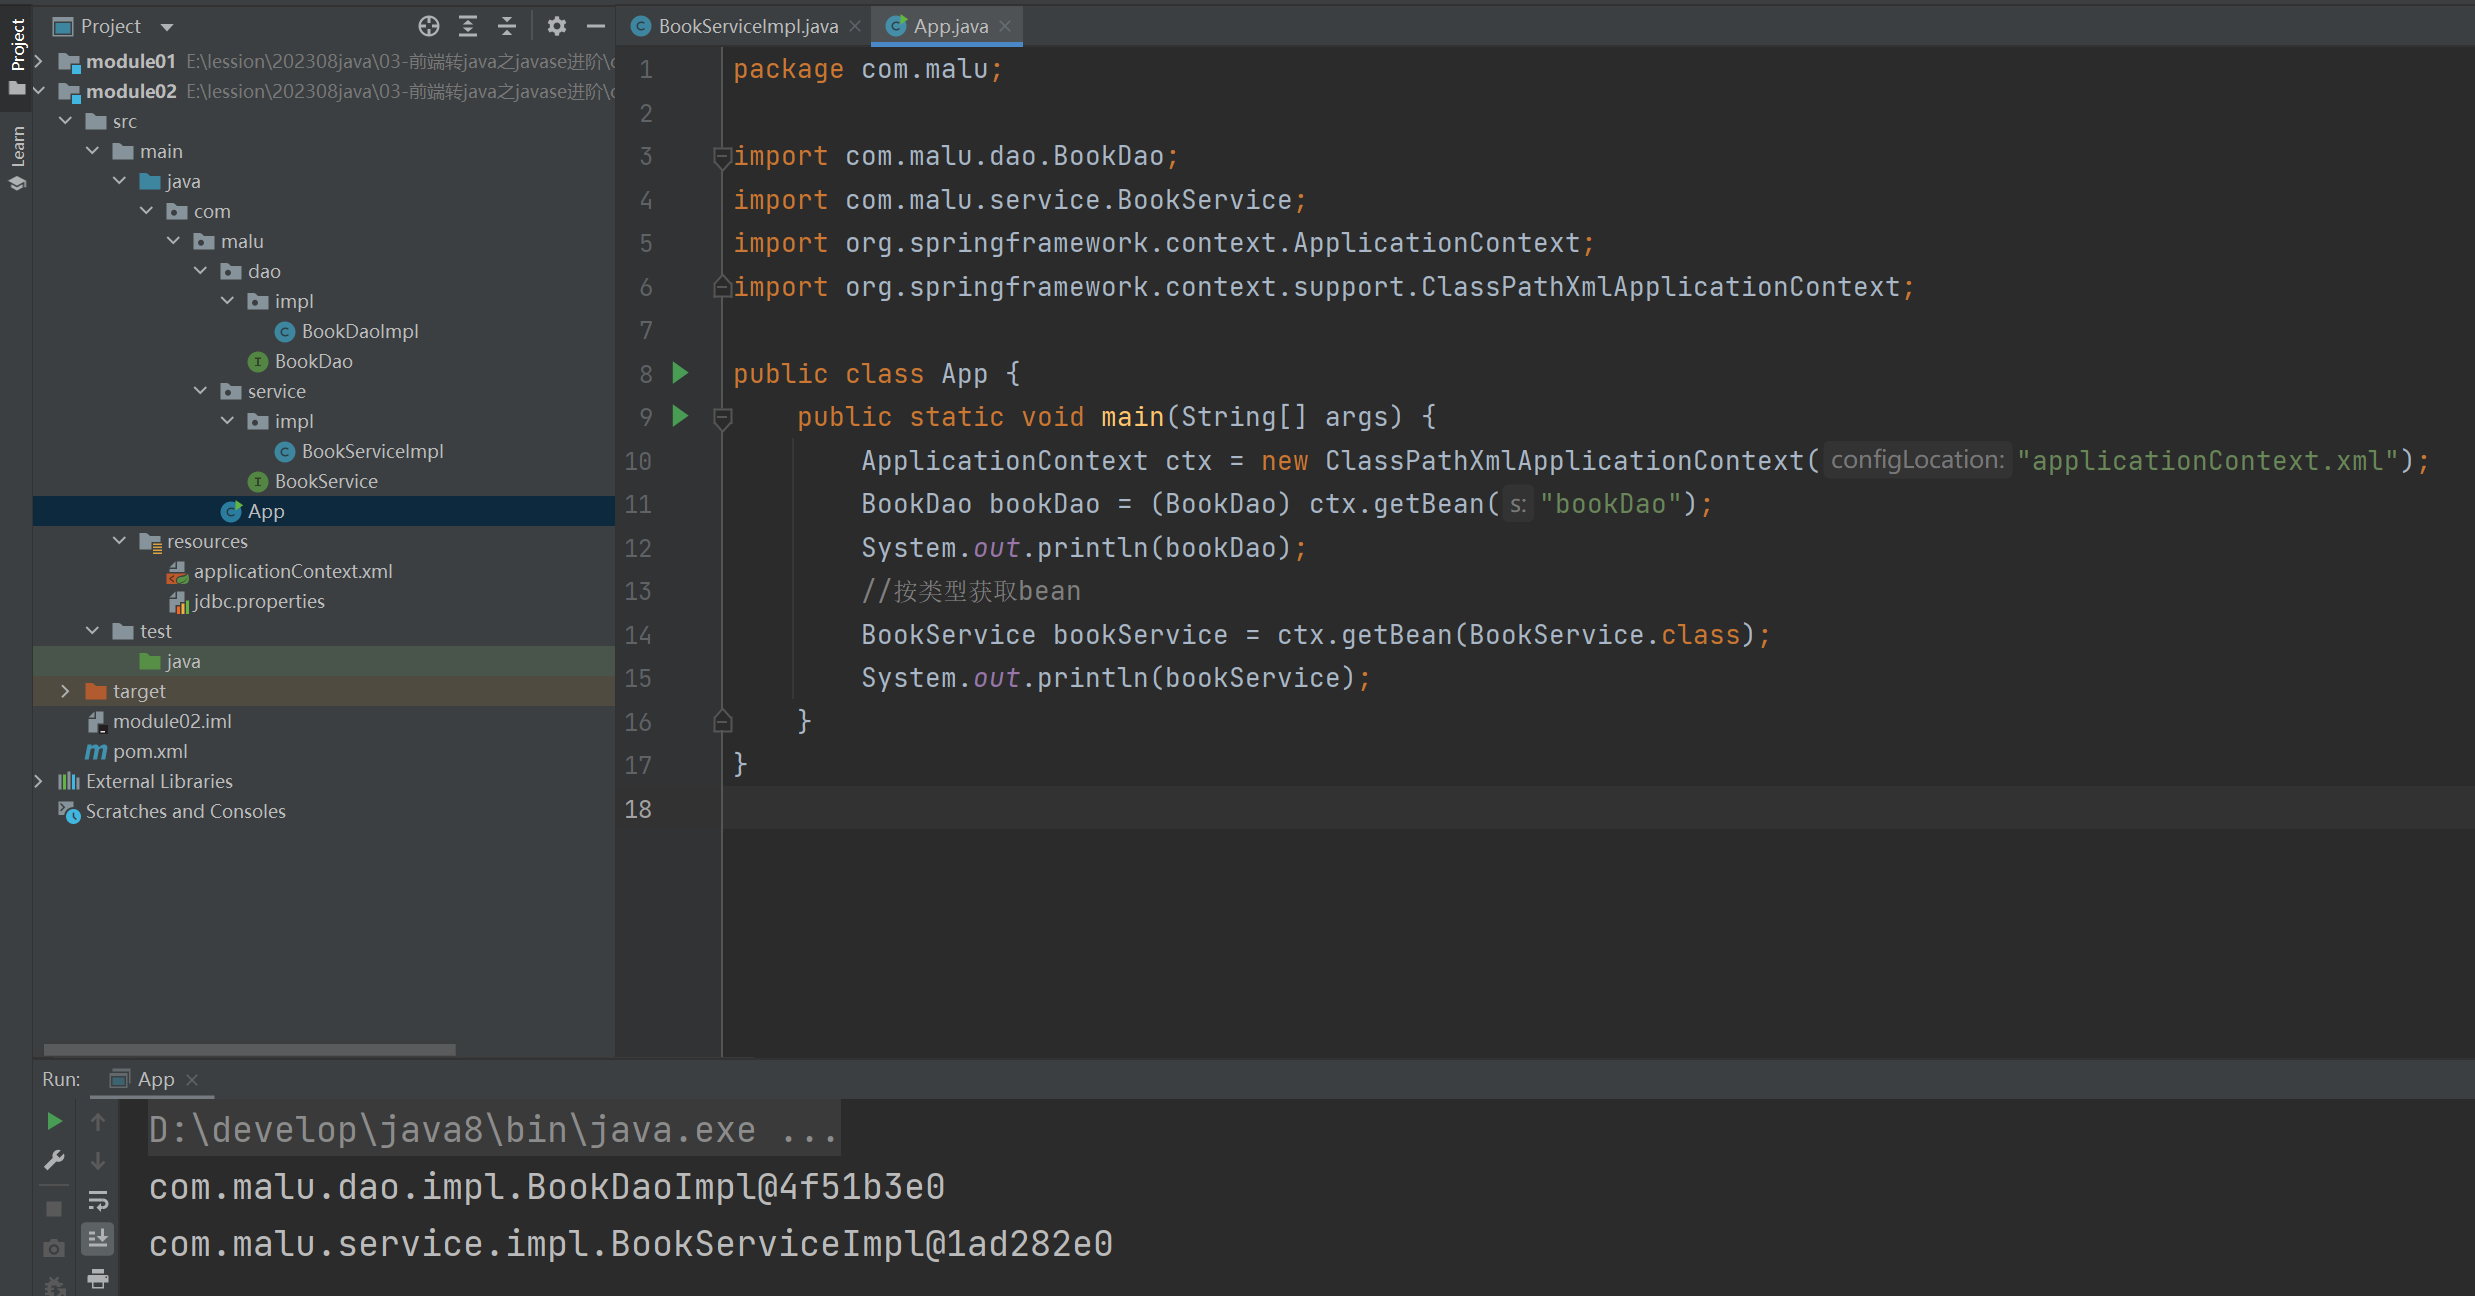 Project
Learn
Project
module01 E:\lession\202308java\03-前端转java之javase进阶\
module02 E:\lession\202308java\03-前端转java之javase进阶\
src
main
java
com
malu
dao
impl
BookDaoImpl
BookDao
service
impl
BookServiceImpl
BookService
App
resources
applicationContext.xml
jdbc.properties
test
java
target
module02.iml
pom.xml
External Libraries
Scratches and Consoles
BookServiceImpl.java
App.java
1 package com.malu;
2
3 import com.malu.dao.BookDao;
4 import com.malu.service.BookService;
5 import org.springframework.context.ApplicationContext;
6 import org.springframework.context.support.ClassPathXmlApplicationContext;
7
8 public class App {
9 public static void main(String[] args) {
10 ApplicationContext ctx = new ClassPathXmlApplicationContext( configLocation: "applicationContext.xml");
11 BookDao bookDao = (BookDao) ctx.getBean( s: "bookDao");
12 System.out.println(bookDao);
13 //按类型获取bean
14 BookService bookService = ctx.getBean(BookService.class);
15 System.out.println(bookService);
16 }
17 }
18
Run: App
D:\develop\java8\bin\java.exe ...
com.malu.dao.impl.BookDaoImpl@4f51b3e0
com.malu.service.impl.BookServiceImpl@1ad282e0